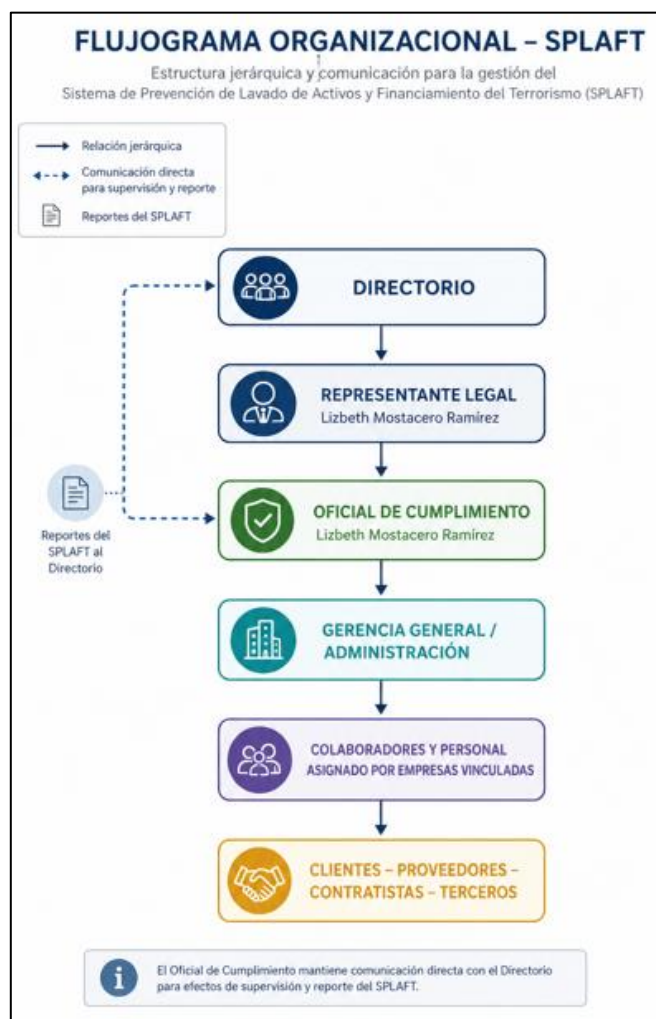 FLUJOGRAMA ORGANIZACIONAL – SPLAFT
Estructura jerárquica y comunicación para la gestión del
Sistema de Prevención de Lavado de Activos y Financiamiento del Terrorismo (SPLAFT)
Relación jerárquica
Comunicación directa
para supervisión y reporte
Reportes del SPLAFT
DIRECTORIO
REPRESENTANTE LEGAL
Lizbeth Mostacero Ramírez
OFICIAL DE CUMPLIMIENTO
Lizbeth Mostacero Ramírez
Reportes del
SPLAFT al
Directorio
GERENCIA GENERAL /
ADMINISTRACIÓN
COLABORADORES Y PERSONAL
ASIGNADO POR EMPRESAS VINCULADAS
CLIENTES – PROVEEDORES –
CONTRATISTAS – TERCEROS
El Oficial de Cumplimiento mantiene comunicación directa con el Directorio
para efectos de supervisión y reporte del SPLAFT.